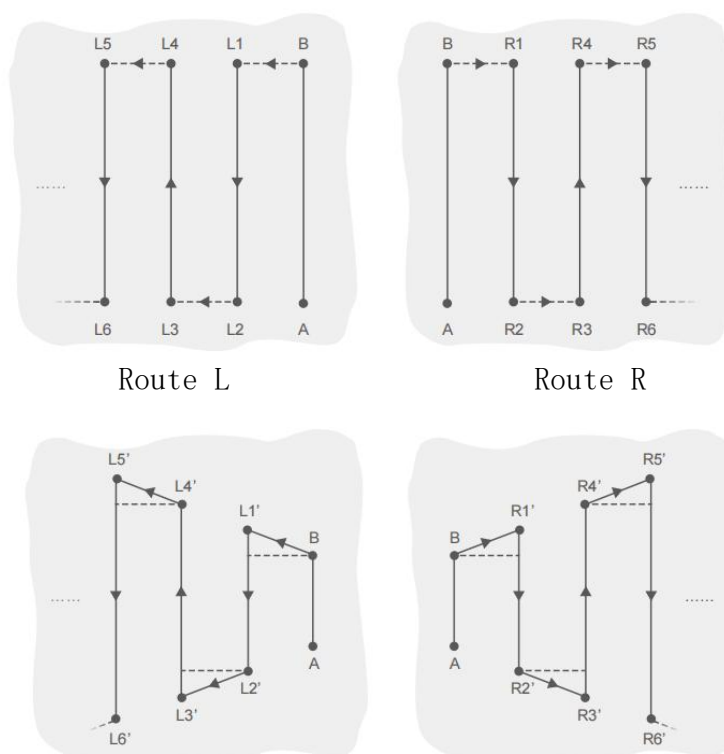 L5 L4 L1 B
......
L6 L3 L2 A
Route L
B R1 R4 R5
......
A R2 R3 R6
Route R
L5’
L4’
L1’
B
......
A
L2’
L3’
L6’
R5’
R4’
R1’
B
......
A
R2’
R3’
R6’